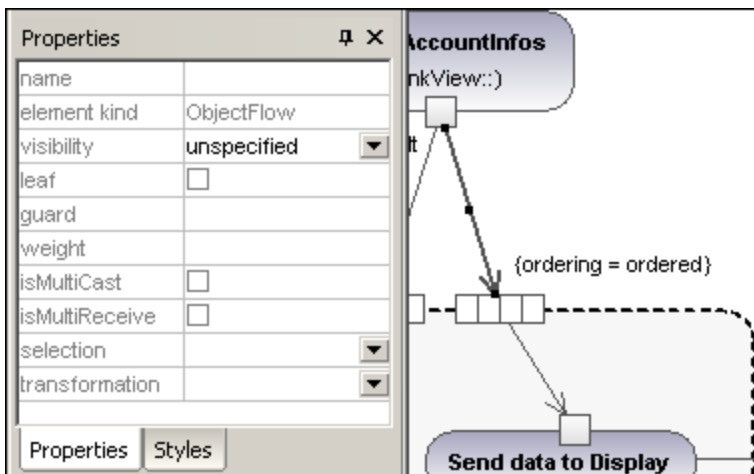 Properties
name
element kind ObjectFlow
visibility unspecified
leaf
guard
weight
isMultiCast
isMultiReceive
selection
transformation
Properties Styles
AccountInfos
nkView::)
lt
{ordering = ordered}
Send data to Display